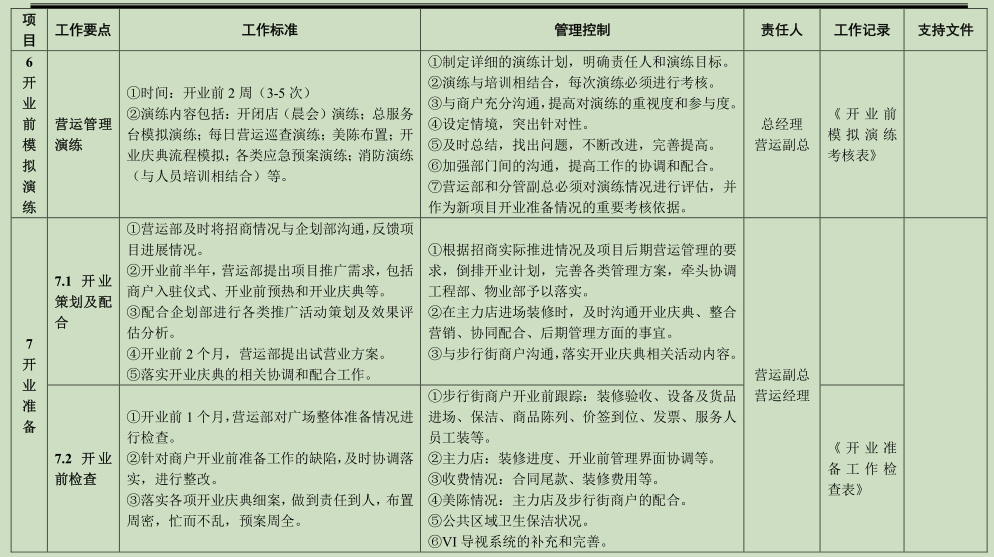 项目
工作要点
工作标准
管理控制
责任人
工作记录
支持文件
6
开
业
前
模
拟
演
练
营运管理
演练
①时间：开业前 2 周（3-5 次）
②演练内容包括：开闭店（晨会）演练；总服务
台模拟演练；每日营运巡查演练；美陈布置；开
业庆典流程模拟；各类应急预案演练；消防演练
（与人员培训相结合）等。
①制定详细的演练计划，明确责任人和演练目标。
②演练与培训相结合，每次演练必须进行考核。
③与商户充分沟通，提高对演练的重视度和参与度。
④设定情境，突出针对性。
⑤及时总结，找出问题，不断改进，完善提高。
⑥加强部门间的沟通，提高工作的协调和配合。
⑦营运部和分管副总必须对演练情况进行评估，并
作为新项目开业准备情况的重要考核依据。
总经理
营运副总
《开业前
模拟演练
考核表》
7
开
业
准
备
7.1 开业
策划及配
合
①营运部及时将招商情况与企划部沟通，反馈项
目进展情况。
②开业前半年，营运部提出项目推广需求，包括
商户入驻仪式、开业前预热和开业庆典等。
③配合企划部进行各类推广活动策划及效果评
估分析。
④开业前 2 个月，营运部提出试营业方案。
⑤落实开业庆典的相关协调和配合工作。
①根据招商实际推进情况及项目后期营运管理的要
求，倒排开业计划，完善各类管理方案，牵头协调
工程部、物业部予以落实。
②在主力店进场装修时，及时沟通开业庆典、整合
营销、协同配合、后期管理方面的事宜。
③与步行街商户沟通，落实开业庆典相关活动内容。
营运副总
营运经理
7.2 开业
前检查
①开业前 1 个月，营运部对广场整体准备情况进
行检查。
②针对商户开业前准备工作的缺陷，及时协调落
实，进行整改。
③落实各项开业庆典细案，做到责任到人，布置
周密，忙而不乱，预案周全。
①步行街商户开业前跟踪：装修验收、设备及货品
进场、保洁、商品陈列、价签到位、发票、服务人
员工装等。
②主力店：装修进度、开业前管理界面协调等。
③收费情况：合同尾款、装修费用等。
④美陈情况：主力店及步行街商户的配合。
⑤公共区域卫生保洁状况。
⑥VI 导视系统的补充和完善。
《开业准
备工作检
查表》